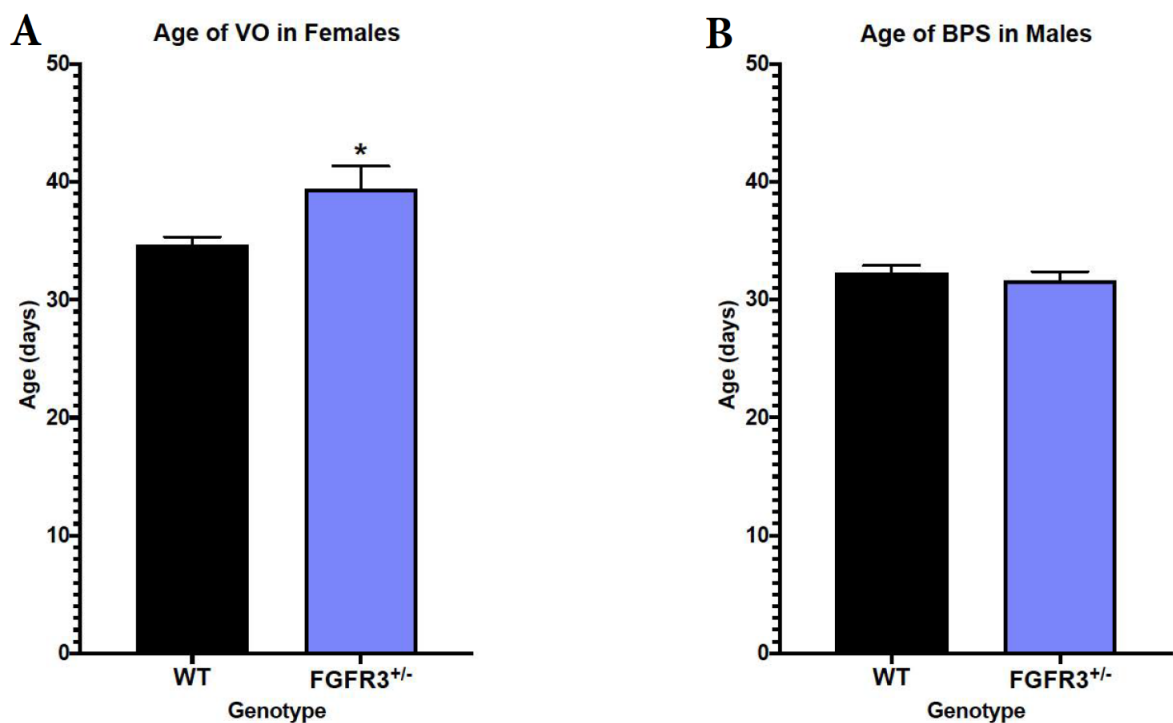 A
Age of VO in Females
50
40
30
20
10
0
Age (days)
*
WT
FGFR3+/-
Genotype
B
Age of BPS in Males
50
40
30
20
10
0
Age (days)
WT
FGFR3+/-
Genotype